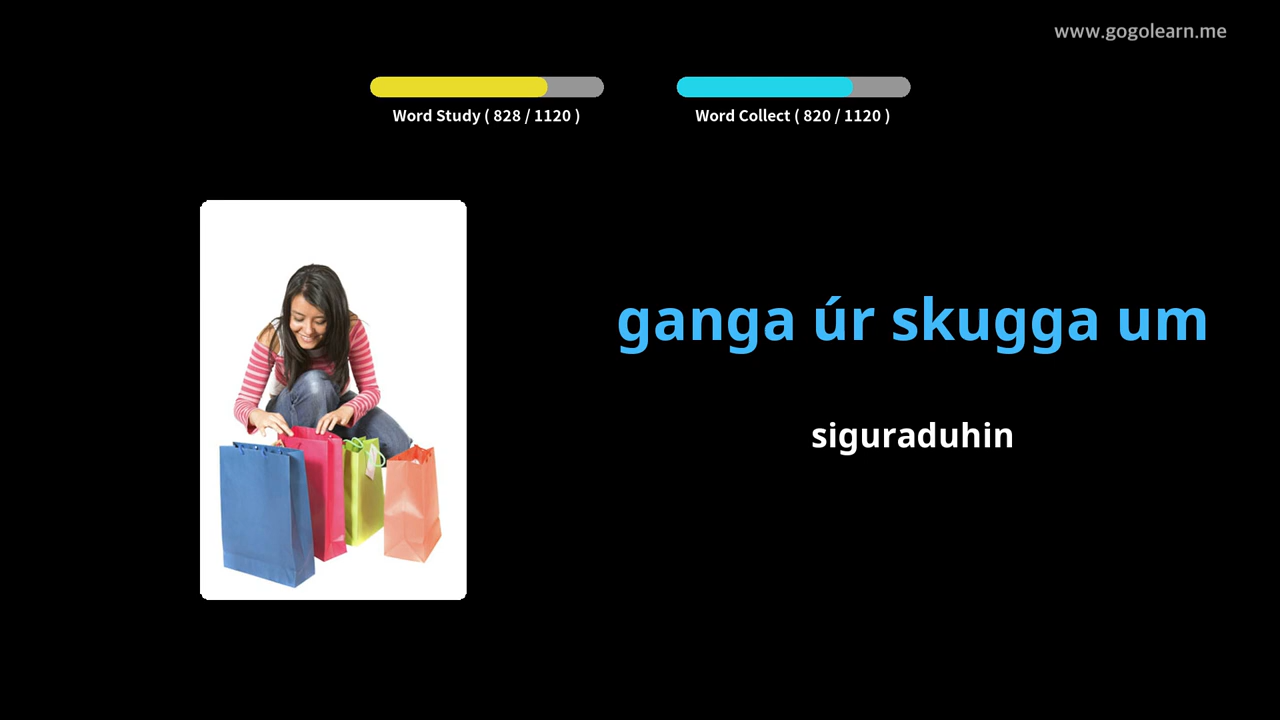 www.gogolearn.me
Word Study ( 828 / 1120 )
Word Collect ( 820 / 1120 )
ganga úr skugga um
siguraduhin